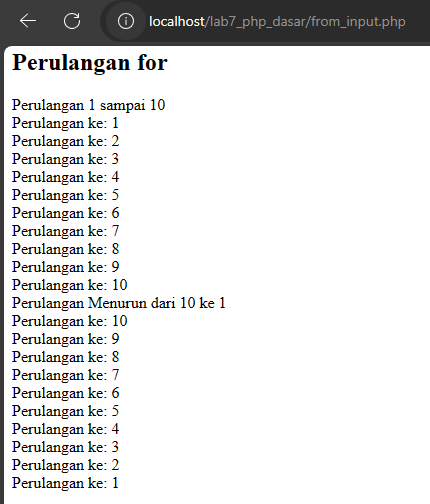 localhost/lab7_php_dasar/from_input.php
Perulangan for
Perulangan 1 sampai 10
Perulangan ke: 1
Perulangan ke: 2
Perulangan ke: 3
Perulangan ke: 4
Perulangan ke: 5
Perulangan ke: 6
Perulangan ke: 7
Perulangan ke: 8
Perulangan ke: 9
Perulangan ke: 10
Perulangan Menurun dari 10 ke 1
Perulangan ke: 10
Perulangan ke: 9
Perulangan ke: 8
Perulangan ke: 7
Perulangan ke: 6
Perulangan ke: 5
Perulangan ke: 4
Perulangan ke: 3
Perulangan ke: 2
Perulangan ke: 1